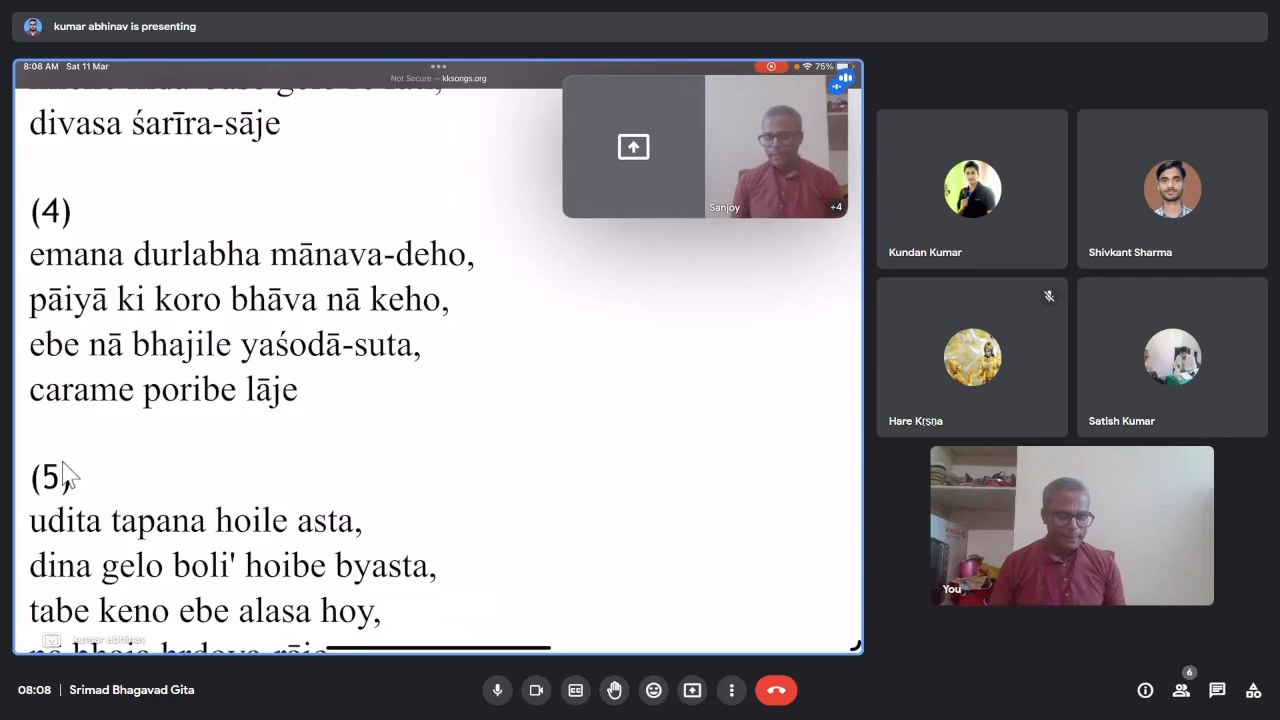 kumar abhinav is presenting
8:08 AM Sat 11 Mar
75%
Not Secure — kksongs.org
divasa śarīra-sāje
(4)
emana durlabha mānava-deho,
pāiyā ki koro bhāva nā keho,
ebe nā bhajile yaśodā-suta,
carame poribe lāje
(5)
udita tapana hoile asta,
dina gelo boli' hoibe byasta,
tabe keno ebe alasa hoy,
kumar abhinav
Sanjoy
+4
Kundan Kumar
Shivkant Sharma
Hare Kṛṣṇa
Satish Kumar
You
08:08 | Srimad Bhagavad Gita
6